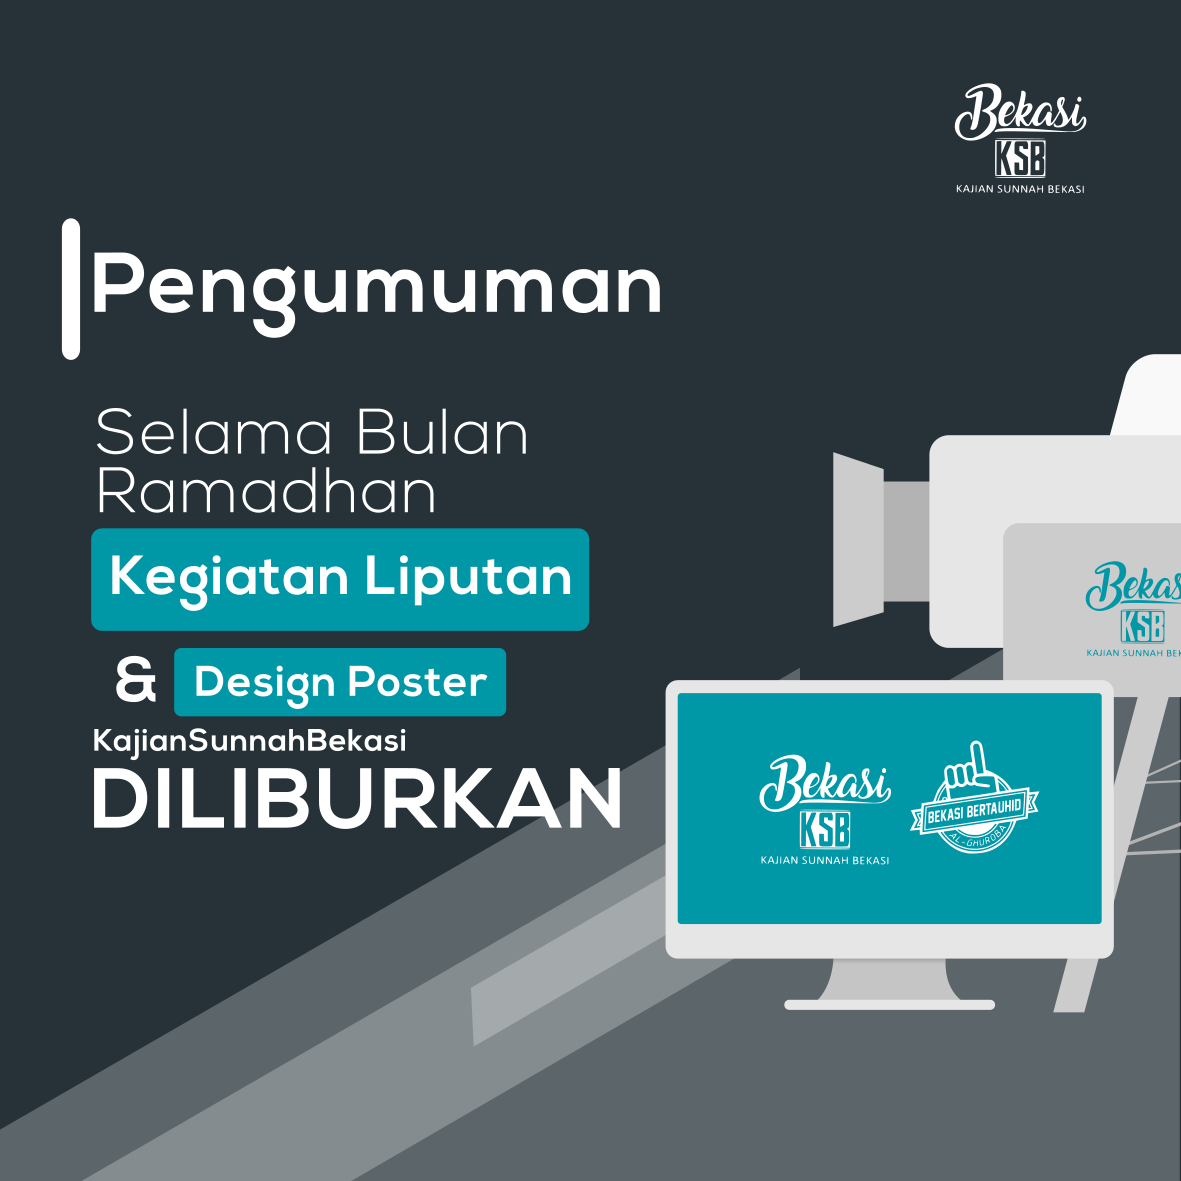 Bekasi
KSB
KAJIAN SUNNAH BEKASI
Pengumuman
Selama Bulan
Ramadhan
Kegiatan Liputan
& Design Poster
KajianSunnahBekasi
DILIBURKAN
Bekas
KSB
KAJIAN SUNNAH BEK
Bekasi
KSB
KAJIAN SUNNAH BEKASI
BEKASI BERTAUHID
AL-GHUROBA